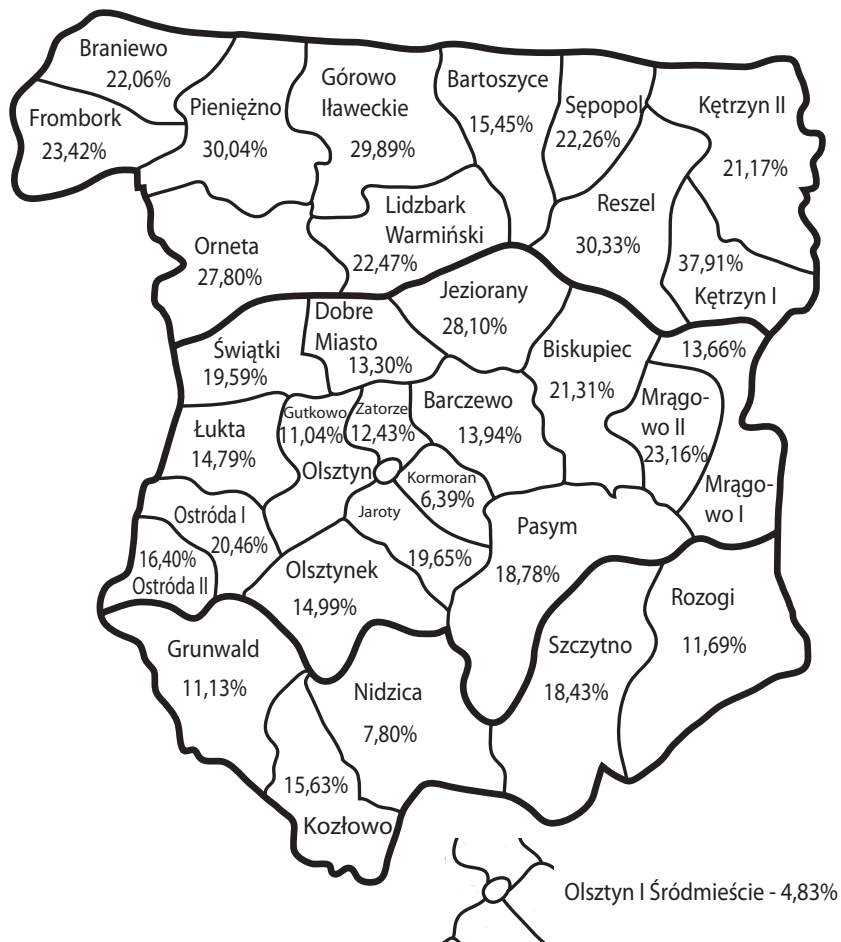 Braniewo
22,06%
Frombork
23,42%
Pieniężno
30,04%
Górowo
Iławeckie
29,89%
Bartoszyce
15,45%
Sępopol
22,26%
Kętrzyn II
21,17%
Orneta
27,80%
Lidzbark
Warmiński
22,47%
Reszel
30,33%
37,91%
Kętrzyn I
Świątki
19,59%
Dobre
Miasto
13,30%
Jeziorany
28,10%
Biskupiec
21,31%
13,66%
Mrągo-
wo II
23,16%
Mrągo-
wo I
Łukta
14,79%
Gutkowo
11,04%
Olsztyn
Zatorze
12,43%
Barczewo
13,94%
Kormoran
6,39%
Jaroty
19,65%
Ostróda I
20,46%
16,40%
Ostróda II
Olsztynek
14,99%
Pasym
18,78%
Grunwald
11,13%
Nidzica
7,80%
15,63%
Kozłowo
Szczytno
18,43%
Rozogi
11,69%
Olsztyn I Śródmieście - 4,83%